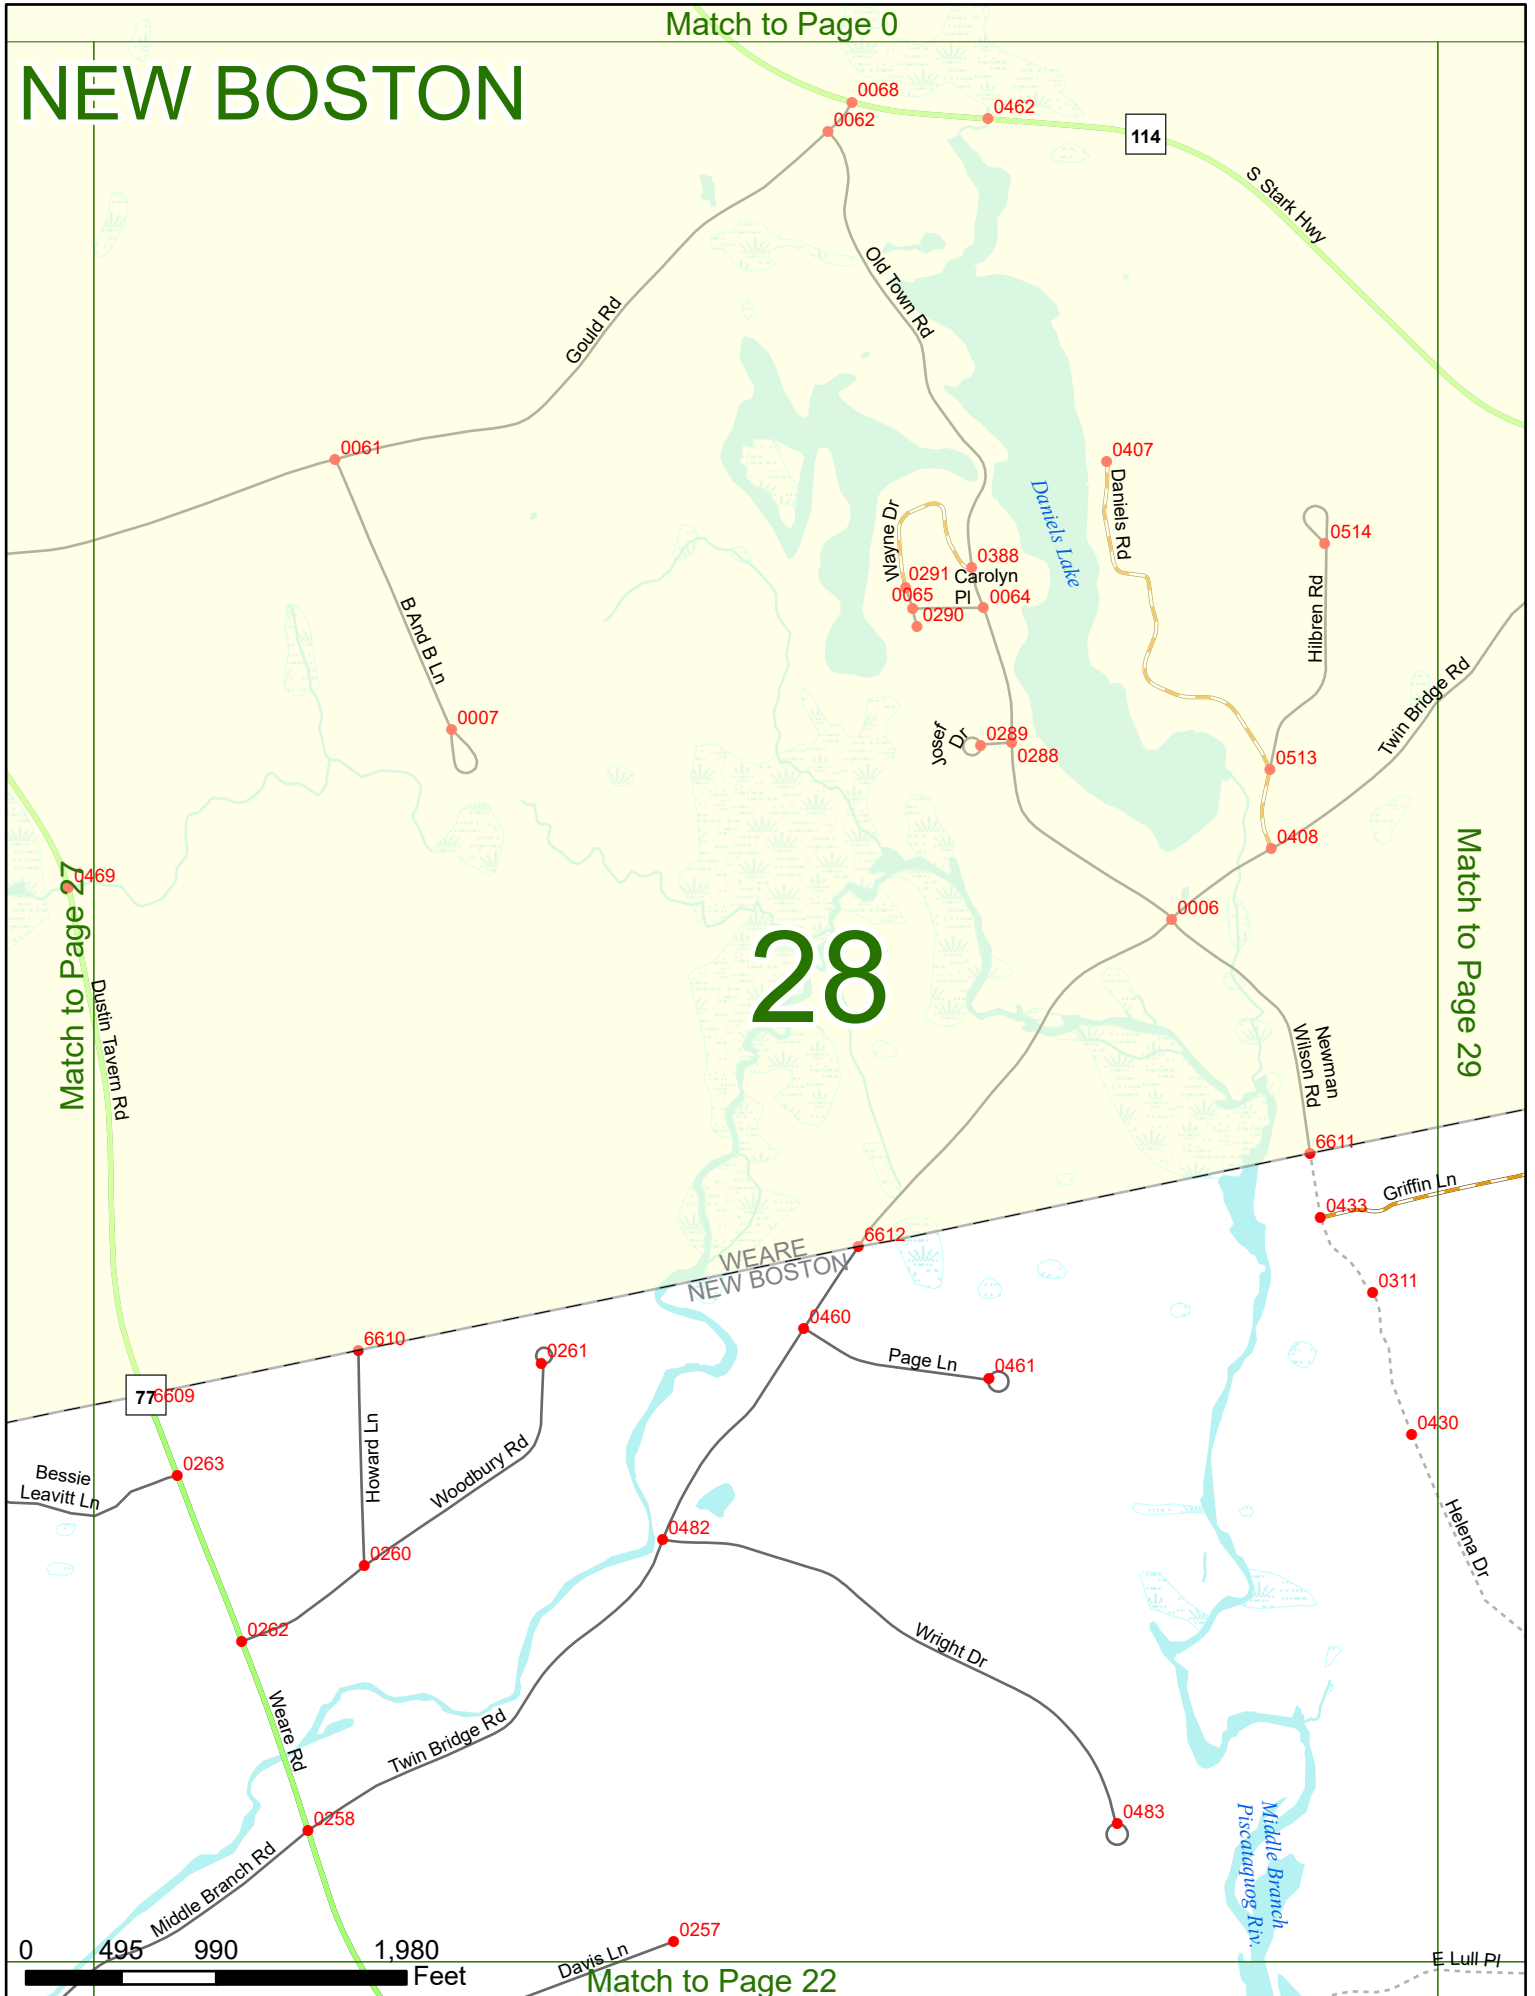 Match to Page 0
NEW BOSTON
0068
0062
0462
114
S Stark Hwy
Old Town Rd
Gould Rd
0061
0407
Daniels Rd
Daniels Lake
Wayne Dr
0514
0388
0291
Carolyn
Pl
0065
0064
0290
Hilbren Rd
B And B Ln
Twin Bridge Rd
0007
Josef
Dr
0289
0288
0513
0408
Match to Page 27
0469
Match to Page 29
0006
28
Dustin Tavern Rd
Newman
Wilson Rd
6611
Griffin Ln
0433
6612
WEARE
NEW BOSTON
0311
0460
6610
0261
Page Ln
0461
77
6609
0430
Howard Ln
Woodbury Rd
0263
Bessie
Leavitt Ln
Helena Dr
0482
0260
0262
Wright Dr
Weare Rd
Twin Bridge Rd
0258
0483
Middle Branch
Piscataquog Riv.
Middle Branch Rd
0257
Davis Ln
E Lull Pl
0 495 990 1,980
Feet
Match to Page 22